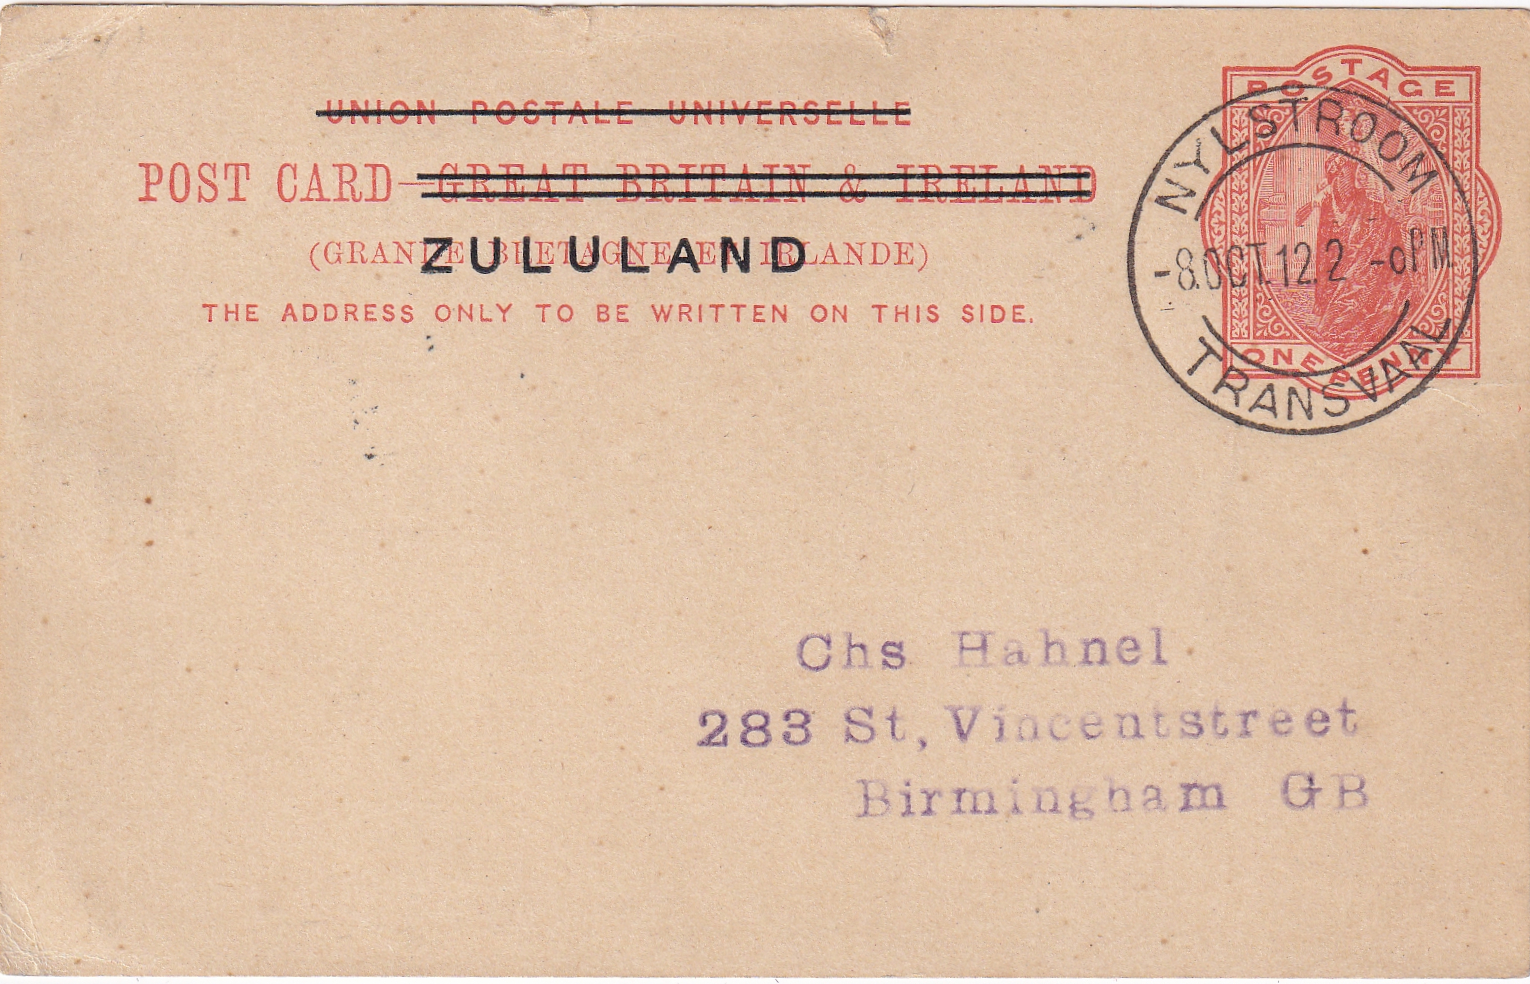 UNION POSTALE UNIVERSELLE
POST CARD—GREAT BRITAIN & IRELAND
(GRANDE BRETAGNE ET IRLANDE)
ZULULAND
THE ADDRESS ONLY TO BE WRITTEN ON THIS SIDE.
POSTAGE
ONE PENNY
NYLSTROOM
-8.OCT.12.2 -0PM
TRANSVAAL
Chs Hahnel
283 St, Vincentstreet
Birmingham GB